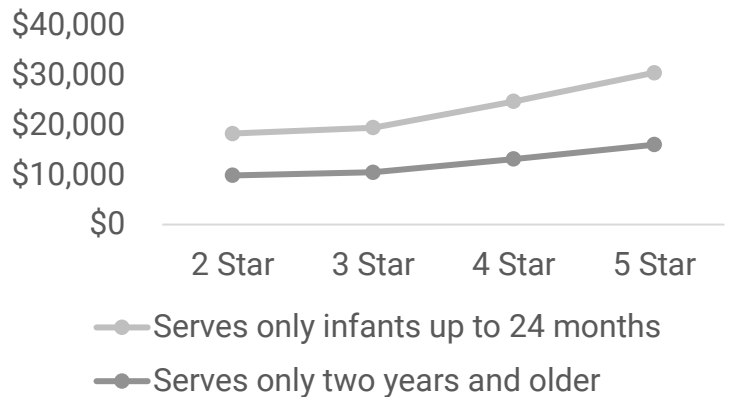 $40,000
$30,000
$20,000
$10,000
$0
2 Star 3 Star 4 Star 5 Star
Serves only infants up to 24 months
Serves only two years and older